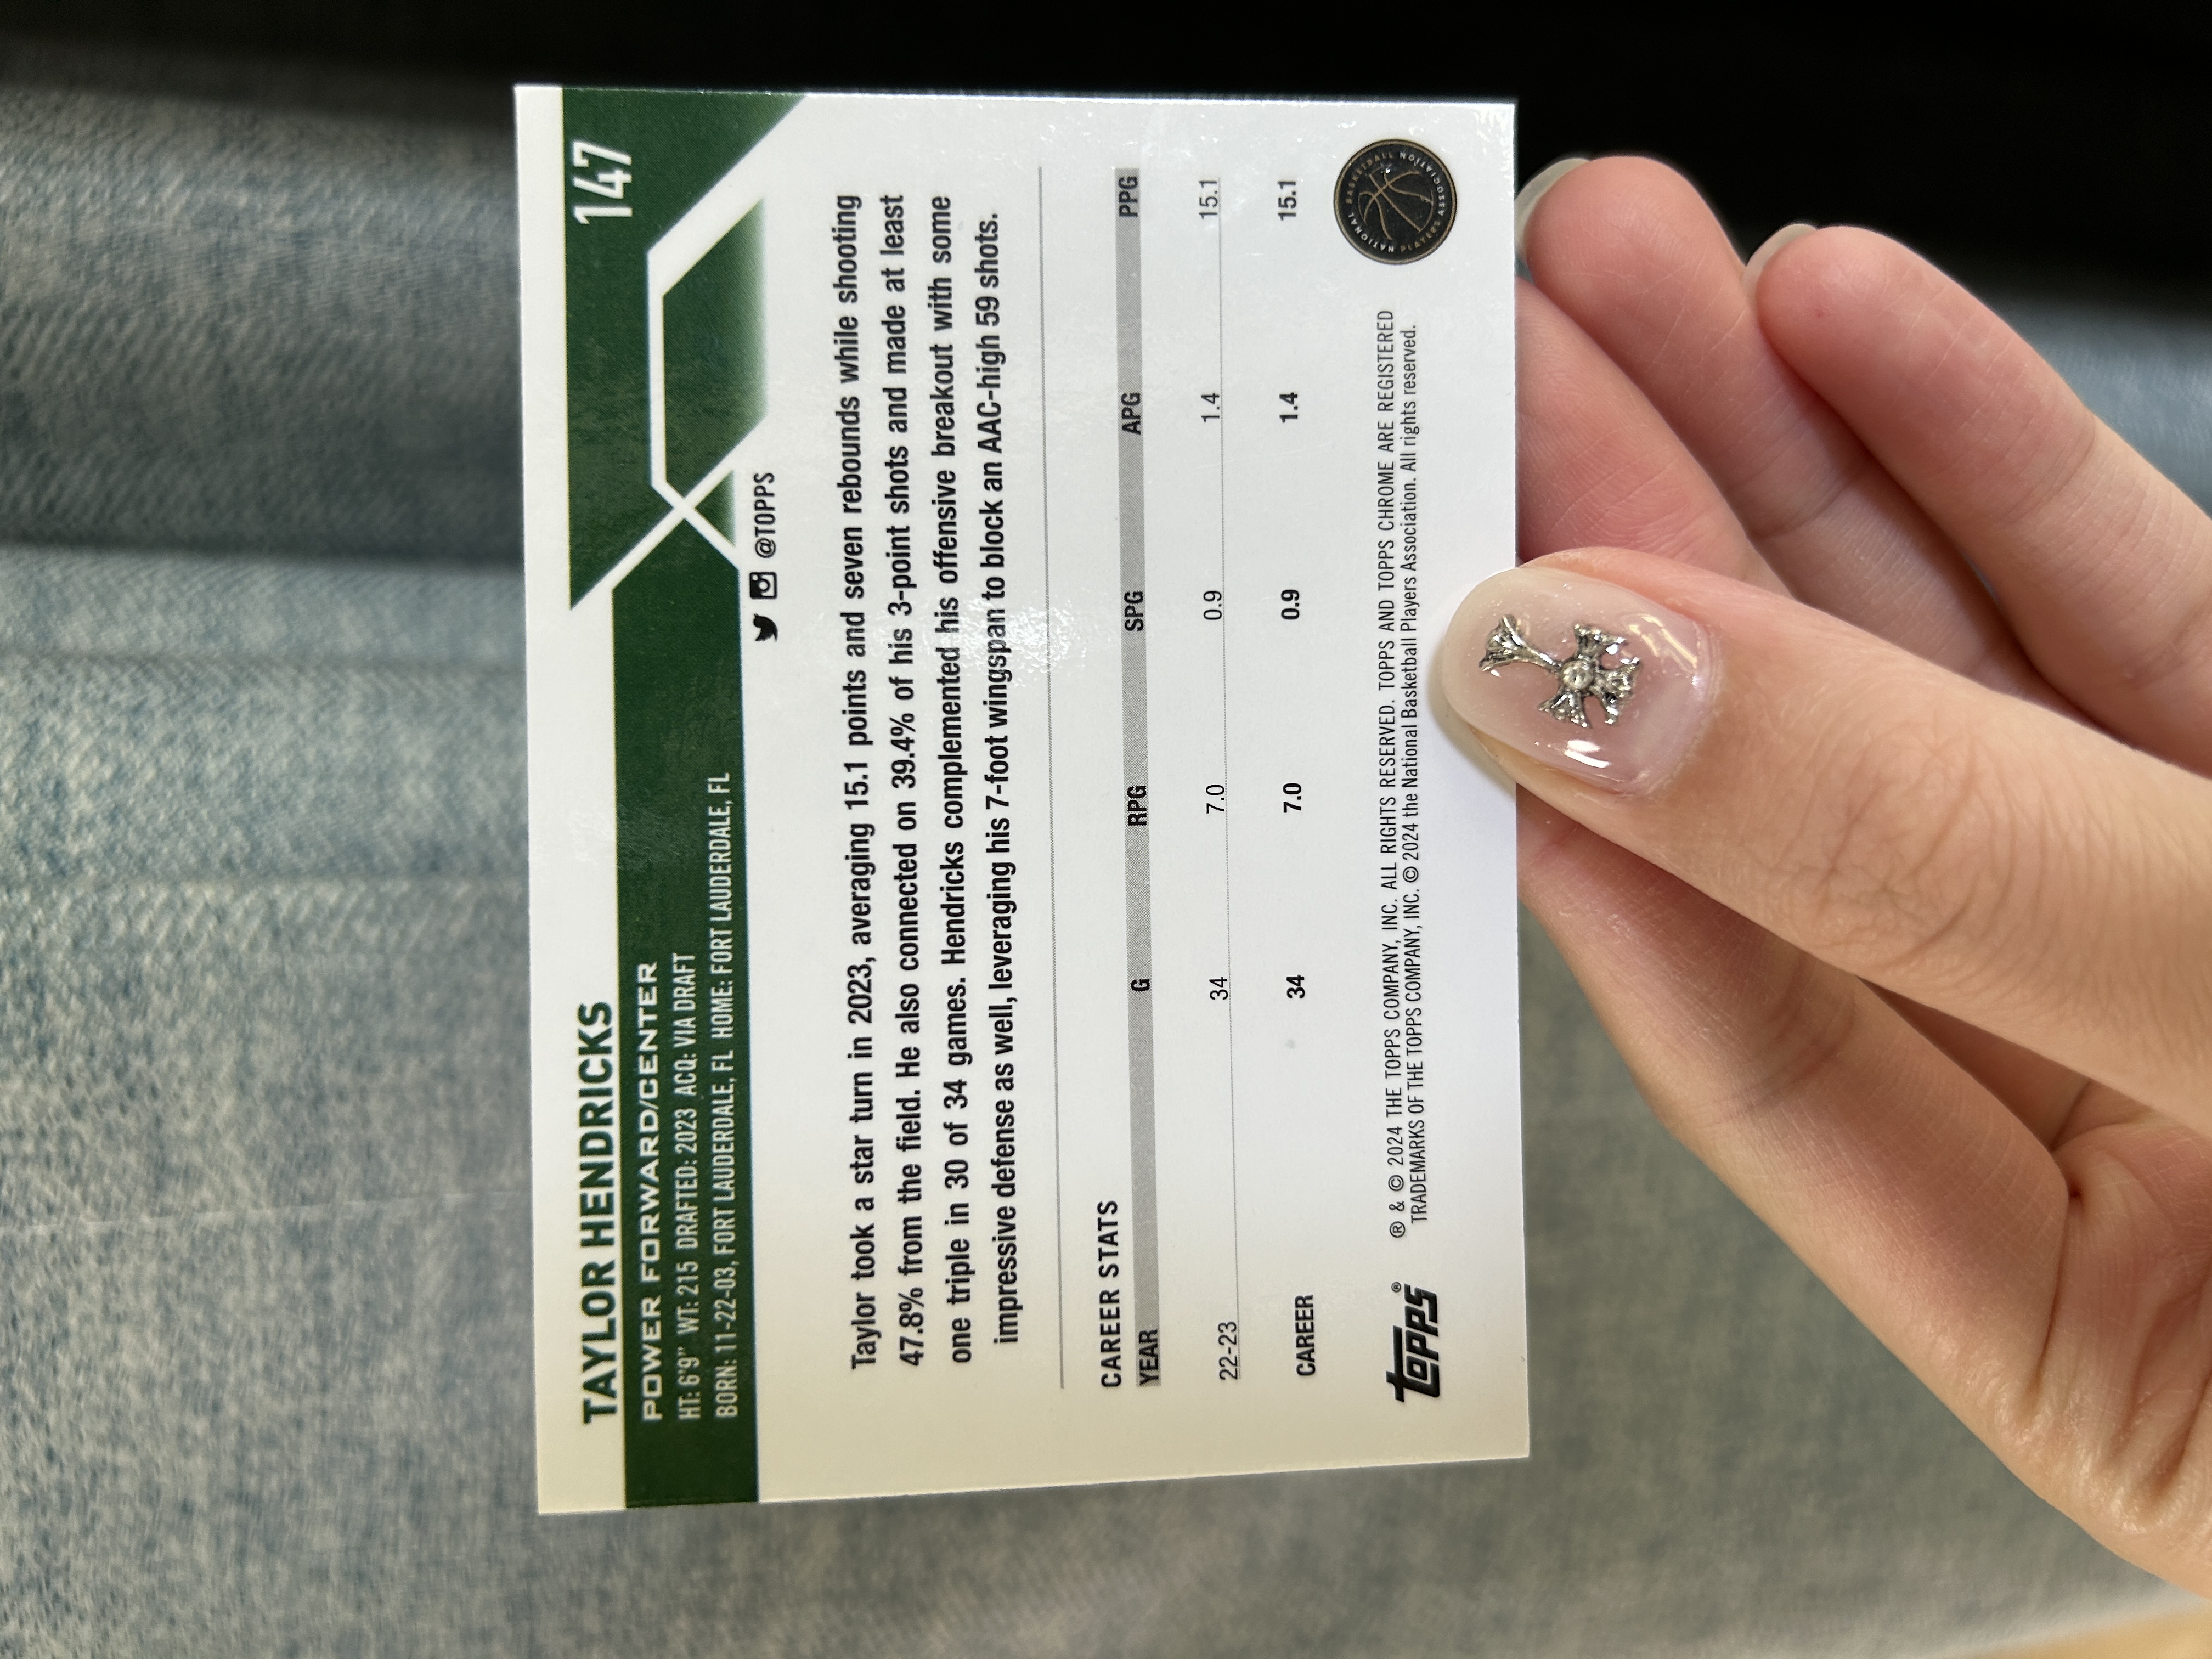 TAYLOR HENDRICKS
147
POWER FORWARD/CENTER
HT: 6'9" WT: 215 DRAFTED: 2023 ACQ: VIA DRAFT
BORN: 11-22-03, FORT LAUDERDALE, FL HOME: FORT LAUDERDALE, FL
@TOPPS
Taylor took a star turn in 2023, averaging 15.1 points and seven rebounds while shooting
47.8% from the field. He also connected on 39.4% of his 3-point shots and made at least
one triple in 30 of 34 games. Hendricks complemented his offensive breakout with some
impressive defense as well, leveraging his 7-foot wingspan to block an AAC-high 59 shots.
CAREER STATS
YEAR G RPG SPG APG PPG
22-23 34 7.0 0.9 1.4 15.1
CAREER 34 7.0 0.9 1.4 15.1
topps®
® & © 2024 THE TOPPS COMPANY, INC. ALL RIGHTS RESERVED. TOPPS AND TOPPS CHROME ARE REGISTERED
TRADEMARKS OF THE TOPPS COMPANY, INC. © 2024 the National Basketball Players Association. All rights reserved.
NATIONAL BASKETBALL
PLAYERS ASSOCIATION